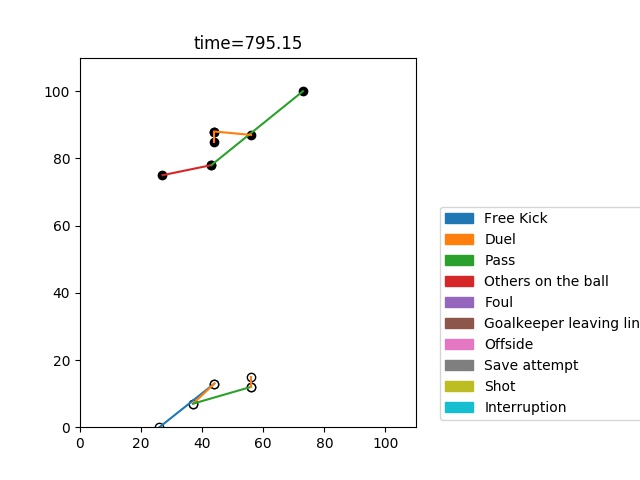 time=795.15
100
80
60
40
20
0
0 20 40 60 80 100
Free Kick
Duel
Pass
Others on the ball
Foul
Goalkeeper leaving lin
Offside
Save attempt
Shot
Interruption